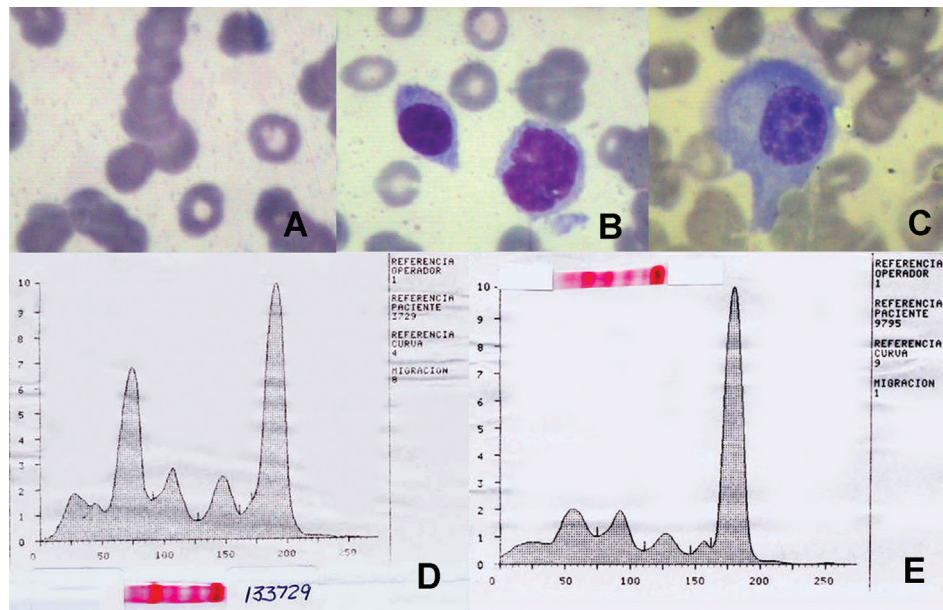 A
B
C
REFERENCIA
OPERADOR
1
REFERENCIA
PACIENTE
3729
REFERENCIA
CURVA
4
MIGRACION
8
10
9
8
7
6
5
4
3
2
1
0
0 50 100 150 200 250
133729
D
REFERENCIA
OPERADOR
1
REFERENCIA
PACIENTE
9795
REFERENCIA
CURVA
9
MIGRACION
1
10
9
8
7
6
5
4
3
2
1
0
50 100 150 200 250
E